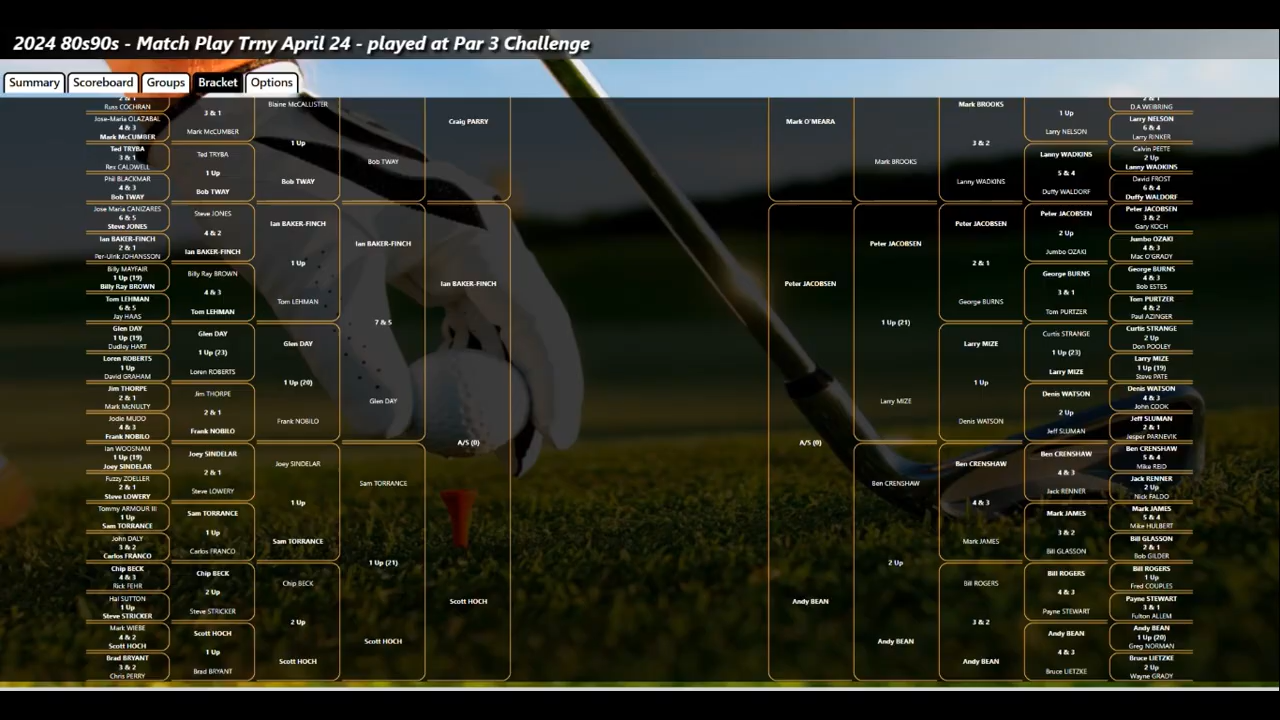 2024 80s90s - Match Play Trny April 24 - played at Par 3 Challenge
Summary
Scoreboard
Groups
Bracket
Options
2 & 1
Russ COCHRAN
Jose-Maria OLAZABAL
4 & 3
Mark McCUMBER
Ted TRYBA
3 & 1
Rex CALDWELL
Phil BLACKMAR
4 & 3
Bob TWAY
Jose Maria CANIZARES
6 & 5
Steve JONES
Ian BAKER-FINCH
2 & 1
Per-Ulrik JOHANSSON
Billy MAYFAIR
1 Up (19)
Billy Ray BROWN
Tom LEHMAN
6 & 5
Jay HAAS
Glen DAY
1 Up (19)
Dudley HART
Loren ROBERTS
1 Up
David GRAHAM
Jim THORPE
2 & 1
Mark McNULTY
Jodie MUDD
4 & 3
Frank NOBILO
Ian WOOSNAM
1 Up (19)
Joey SINDELAR
Fuzzy ZOELLER
2 & 1
Steve LOWERY
Tommy ARMOUR III
1 Up
Sam TORRANCE
John DALY
3 & 2
Carlos FRANCO
Chip BECK
4 & 3
Rick FEHR
Hal SUTTON
1 Up
Steve STRICKER
Mark WIEBE
4 & 2
Scott HOCH
Brad BRYANT
3 & 2
Chris PERRY
3 & 1
Mark McCUMBER
Ted TRYBA
1 Up
Bob TWAY
Steve JONES
4 & 2
Ian BAKER-FINCH
Billy Ray BROWN
4 & 3
Tom LEHMAN
Glen DAY
1 Up (23)
Loren ROBERTS
Jim THORPE
2 & 1
Frank NOBILO
Joey SINDELAR
2 & 1
Steve LOWERY
Sam TORRANCE
1 Up
Carlos FRANCO
Chip BECK
2 Up
Steve STRICKER
Scott HOCH
1 Up
Brad BRYANT
Blaine McCALLISTER
1 Up
Bob TWAY
Ian BAKER-FINCH
1 Up
Tom LEHMAN
Glen DAY
1 Up (20)
Frank NOBILO
Joey SINDELAR
1 Up
Sam TORRANCE
Chip BECK
2 Up
Scott HOCH
Bob TWAY
Ian BAKER-FINCH
7 & 5
Glen DAY
Sam TORRANCE
1 Up (21)
Scott HOCH
Craig PARRY
Ian BAKER-FINCH
A/S (0)
Scott HOCH
Mark O'MEARA
Peter JACOBSEN
A/S (0)
Andy BEAN
Mark BROOKS
Peter JACOBSEN
1 Up (21)
Larry MIZE
Ben CRENSHAW
2 Up
Andy BEAN
Mark BROOKS
3 & 2
Lanny WADKINS
Peter JACOBSEN
2 & 1
George BURNS
Larry MIZE
1 Up
Denis WATSON
Ben CRENSHAW
4 & 3
Mark JAMES
Bill ROGERS
3 & 2
Andy BEAN
1 Up
Larry NELSON
Lanny WADKINS
5 & 4
Duffy WALDORF
Peter JACOBSEN
2 Up
Jumbo OZAKI
George BURNS
3 & 1
Tom PURTZER
Curtis STRANGE
1 Up (23)
Larry MIZE
Denis WATSON
2 Up
Jeff SLUMAN
Ben CRENSHAW
4 & 3
Jack RENNER
Mark JAMES
3 & 2
Bill GLASSON
Bill ROGERS
4 & 3
Payne STEWART
Andy BEAN
4 & 3
Bruce LIETZKE
2 & 1
D.A.WEIBRING
Larry NELSON
6 & 4
Larry RINKER
Calvin PEETE
2 Up
Lanny WADKINS
David FROST
6 & 4
Duffy WALDORF
Peter JACOBSEN
3 & 2
Gary KOCH
Jumbo OZAKI
4 & 3
Mac O'GRADY
George BURNS
4 & 3
Bob ESTES
Tom PURTZER
4 & 2
Paul AZINGER
Curtis STRANGE
2 Up
Don POOLEY
Larry MIZE
1 Up (19)
Steve PATE
Denis WATSON
4 & 3
John COOK
Jeff SLUMAN
2 & 1
Jesper PARNEVIK
Ben CRENSHAW
5 & 4
Mike REID
Jack RENNER
2 Up
Nick FALDO
Mark JAMES
5 & 4
Mike HULBERT
Bill GLASSON
2 & 1
Bob GILDER
Bill ROGERS
1 Up
Fred COUPLES
Payne STEWART
3 & 1
Fulton ALLEM
Andy BEAN
1 Up (20)
Greg NORMAN
Bruce LIETZKE
2 Up
Wayne GRADY